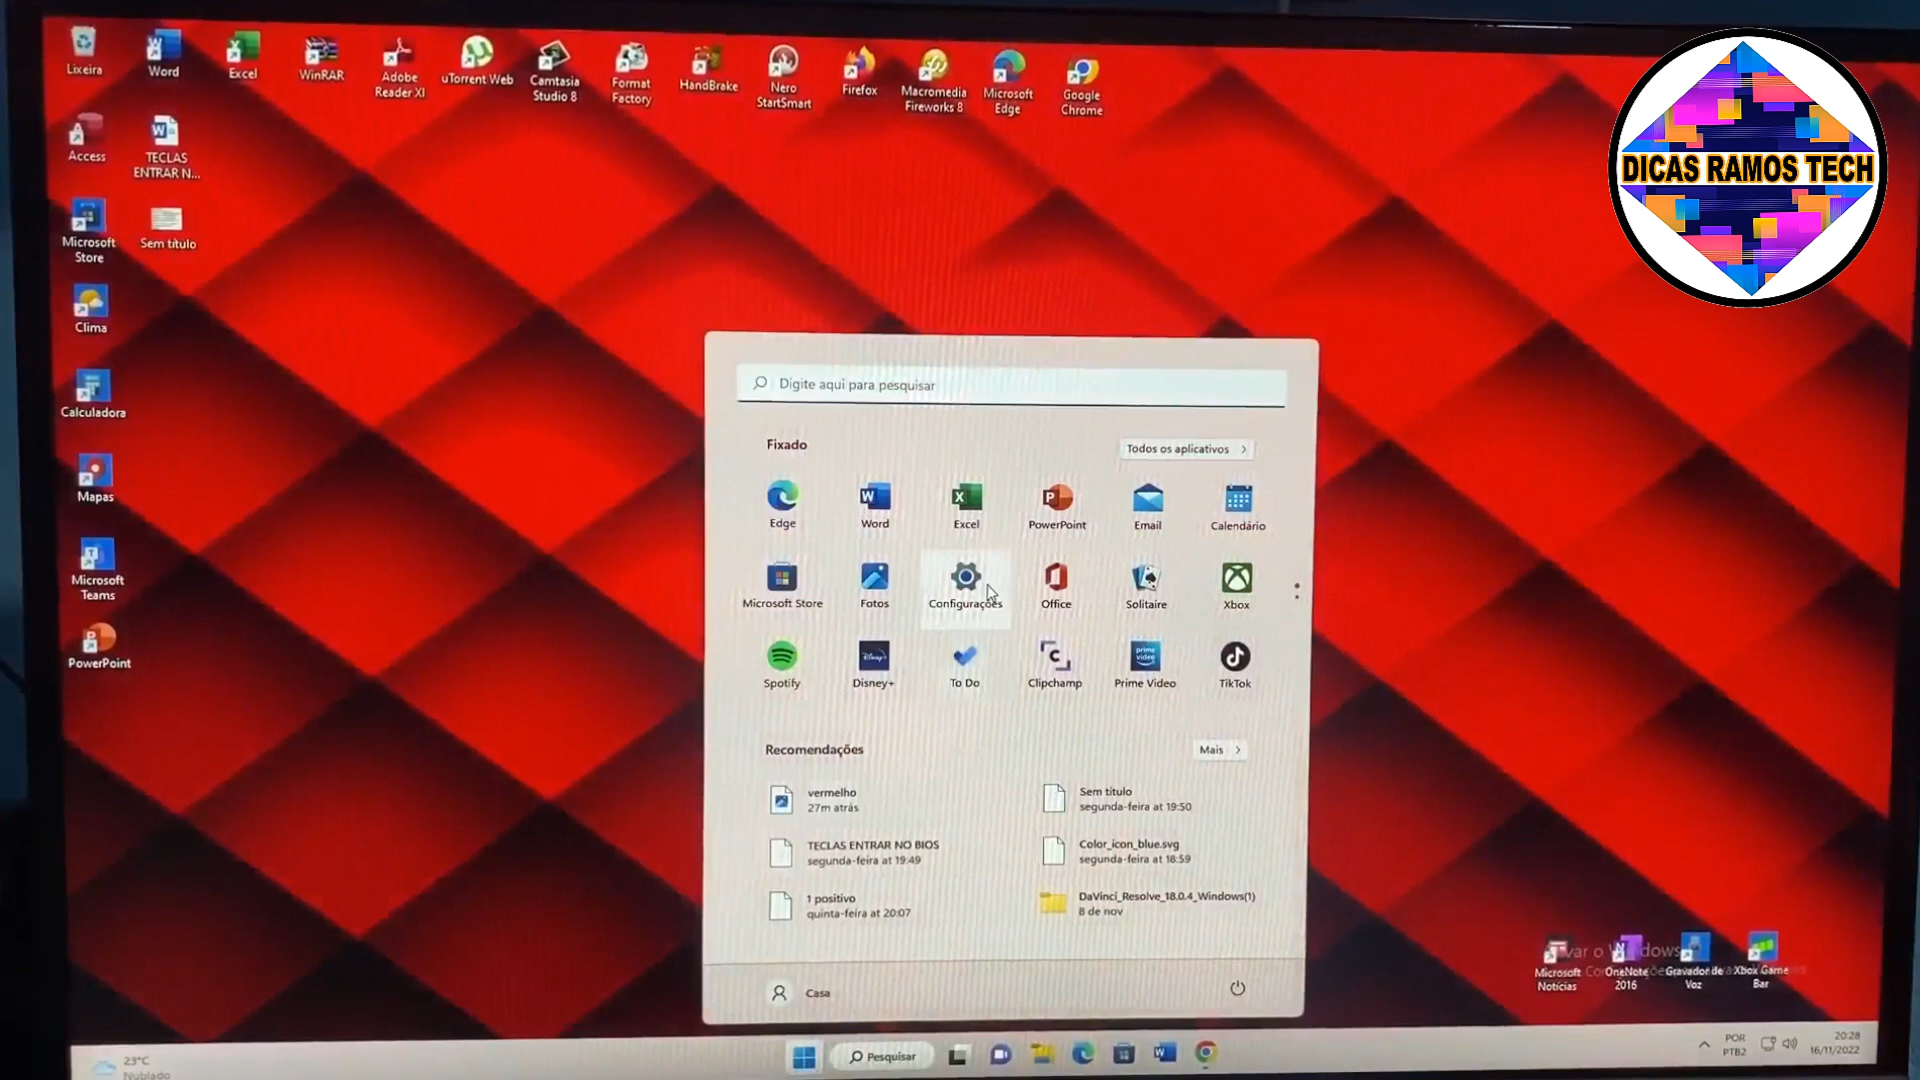 Lixeira
Word
Excel
WinRAR
Adobe
Reader XI
uTorrent Web
Camtasia
Studio 8
Format
Factory
HandBrake
Nero
StartSmart
Firefox
Macromedia
Fireworks 8
Microsoft
Edge
Google
Chrome
DICAS RAMOS TECH
Access
TECLAS
ENTRAR N...
Microsoft
Store
Sem título
Clima
Calculadora
Mapas
Microsoft
Teams
PowerPoint
Digite aqui para pesquisar
Fixado
Todos os aplicativos
Edge
Word
Excel
PowerPoint
Email
Calendário
Microsoft Store
Fotos
Configurações
Office
Solitaire
Xbox
Spotify
Disney+
To Do
Clipchamp
prime video
Prime Video
TikTok
Recomendações
Mais
vermelho
27m atrás
Sem título
segunda-feira at 19:50
TECLAS ENTRAR NO BIOS
segunda-feira at 19:49
Color_icon_blue.svg
segunda-feira at 18:59
1 positivo
quinta-feira at 20:07
DaVinci_Resolve_18.0.4_Windows(1)
8 de nov
Casa
Microsoft
Notícias
OneNote
2016
Gravador de
Voz
Xbox Game
Bar
23°C
Nublado
Pesquisar
POR
PTB2
20:28
16/11/2022